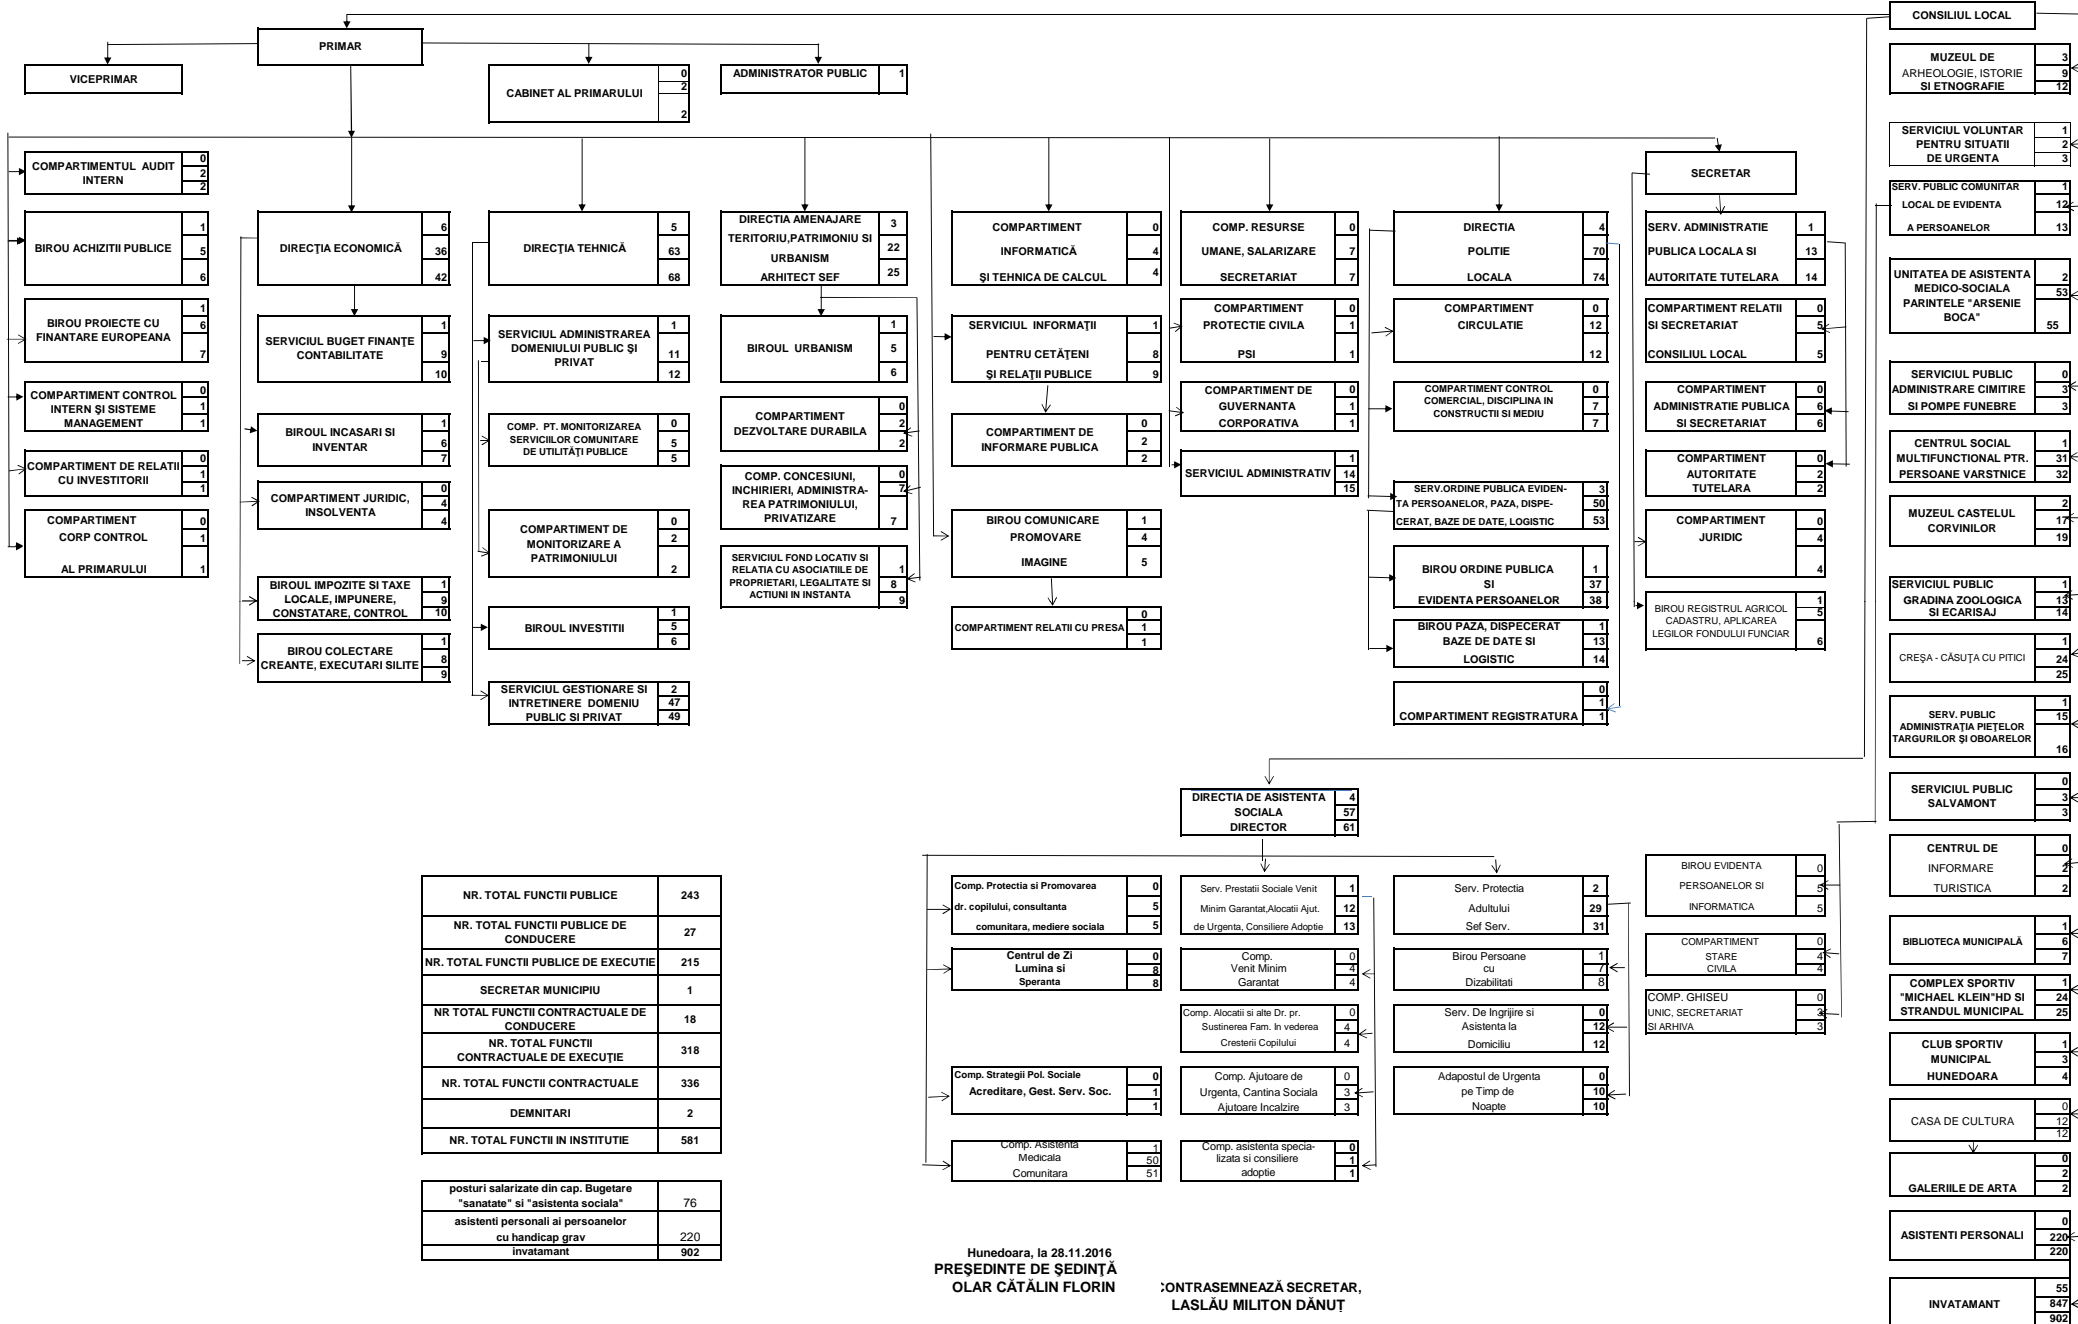 CONSILIUL LOCAL
PRIMAR
VICEPRIMAR
CABINET AL PRIMARULUI
0
2
2
ADMINISTRATOR PUBLIC 1
MUZEUL DE 3
ARHEOLOGIE, ISTORIE 9
SI ETNOGRAFIE 12
SERVICIUL VOLUNTAR 1
PENTRU SITUATII 2
DE URGENTA 3
SERV. PUBLIC COMUNITAR 1
LOCAL DE EVIDENTA 12
A PERSOANELOR 13
UNITATEA DE ASISTENTA 2
MEDICO-SOCIALA 53
PARINTELE "ARSENIE
BOCA" 55
SERVICIUL PUBLIC 0
ADMINISTRARE CIMITIRE 3
SI POMPE FUNEBRE 3
CENTRUL SOCIAL 1
MULTIFUNCTIONAL PTR. 31
PERSOANE VARSTNICE 32
MUZEUL CASTELUL
CORVINILOR
2
17
19
SERVICIUL PUBLIC 1
GRADINA ZOOLOGICA 13
SI ECARISAJ 14
CREŞA - CĂSUŢA CU PITICI
1
24
25
SERV. PUBLIC
ADMINISTRAŢIA PIEŢELOR
TARGURILOR ŞI OBOARELOR
1
15
16
SERVICIUL PUBLIC
SALVAMONT
0
3
3
CENTRUL DE 0
INFORMARE 2
TURISTICA 2
BIBLIOTECA MUNICIPALĂ
1
6
7
COMPLEX SPORTIV 1
"MICHAEL KLEIN"HD SI 24
STRANDUL MUNICIPAL 25
CLUB SPORTIV 1
MUNICIPAL 3
HUNEDOARA 4
CASA DE CULTURA
0
12
12
GALERIILE DE ARTA
0
2
2
ASISTENTI PERSONALI
0
220
220
INVATAMANT
55
847
902
COMPARTIMENTUL AUDIT
INTERN
0
2
2
BIROU ACHIZITII PUBLICE
1
5
6
BIROU PROIECTE CU
FINANTARE EUROPEANA
1
6
7
COMPARTIMENT CONTROL 0
INTERN ŞI SISTEME 1
MANAGEMENT 1
COMPARTIMENT DE RELATII
CU INVESTITORII
0
1
1
COMPARTIMENT 0
CORP CONTROL 1
AL PRIMARULUI 1
DIRECŢIA ECONOMICĂ
6
36
42
SERVICIUL BUGET FINANŢE
CONTABILITATE
1
9
10
BIROUL INCASARI SI
INVENTAR
1
6
7
COMPARTIMENT JURIDIC,
INSOLVENTA
0
4
4
BIROUL IMPOZITE SI TAXE 1
LOCALE, IMPUNERE, 9
CONSTATARE, CONTROL 10
BIROU COLECTARE
CREANTE, EXECUTARI SILITE
1
8
9
DIRECŢIA TEHNICĂ
5
63
68
SERVICIUL ADMINISTRAREA 1
DOMENIULUI PUBLIC ŞI 11
PRIVAT 12
COMP. PT. MONITORIZAREA 0
SERVICIILOR COMUNITARE 5
DE UTILITĂŢI PUBLICE 5
COMPARTIMENT DE 0
MONITORIZARE A 2
PATRIMONIULUI 2
BIROUL INVESTITII
1
5
6
SERVICIUL GESTIONARE SI 2
INTRETINERE DOMENIU 47
PUBLIC SI PRIVAT 49
DIRECTIA AMENAJARE 3
TERITORIU,PATRIMONIU SI 22
URBANISM
ARHITECT SEF 25
BIROUL URBANISM
1
5
6
COMPARTIMENT
DEZVOLTARE DURABILA
0
2
2
COMP. CONCESIUNI, 0
INCHIRIERI, ADMINISTRA- 7
REA PATRIMONIULUI,
PRIVATIZARE 7
SERVICIUL FOND LOCATIV SI
RELATIA CU ASOCIATIILE DE 1
PROPRIETARI, LEGALITATE SI 8
ACTIUNI IN INSTANTA 9
COMPARTIMENT 0
INFORMATICĂ 4
ŞI TEHNICA DE CALCUL 4
SERVICIUL INFORMAŢII 1
PENTRU CETĂŢENI 8
ŞI RELAŢII PUBLICE 9
COMPARTIMENT DE
INFORMARE PUBLICA
0
2
2
BIROU COMUNICARE 1
PROMOVARE 4
IMAGINE 5
COMPARTIMENT RELATII CU PRESA
0
1
1
COMP. RESURSE 0
UMANE, SALARIZARE 7
SECRETARIAT 7
COMPARTIMENT 0
PROTECTIE CIVILA 1
PSI 1
COMPARTIMENT DE 0
GUVERNANTA 1
CORPORATIVA 1
SERVICIUL ADMINISTRATIV
1
14
15
DIRECTIA 4
POLITIE 70
LOCALA 74
COMPARTIMENT 0
CIRCULATIE 12
12
COMPARTIMENT CONTROL 0
COMERCIAL, DISCIPLINA IN 7
CONSTRUCTII SI MEDIU 7
SERV.ORDINE PUBLICA EVIDEN- 3
TA PERSOANELOR, PAZA, DISPE- 50
CERAT, BAZE DE DATE, LOGISTIC 53
BIROU ORDINE PUBLICA 1
SI 37
EVIDENTA PERSOANELOR 38
BIROU PAZA, DISPECERAT 1
BAZE DE DATE SI 13
LOGISTIC 14
COMPARTIMENT REGISTRATURA
0
1
1
SECRETAR
SERV. ADMINISTRATIE 1
PUBLICA LOCALA SI 13
AUTORITATE TUTELARA 14
COMPARTIMENT RELATII 0
SI SECRETARIAT 5
CONSILIUL LOCAL 5
COMPARTIMENT 0
ADMINISTRATIE PUBLICA 6
SI SECRETARIAT 6
COMPARTIMENT 0
AUTORITATE 2
TUTELARA 2
COMPARTIMENT 0
JURIDIC 4
4
BIROU REGISTRUL AGRICOL 1
CADASTRU, APLICAREA 5
LEGILOR FONDULUI FUNCIAR 6
DIRECTIA DE ASISTENTA 4
SOCIALA 57
DIRECTOR 61
Comp. Protectia si Promovarea 0
dr. copilului, consultanta 5
comunitara, mediere sociala 5
Centrul de Zi 0
Lumina si 8
Speranta 8
Comp. Strategii Pol. Sociale 0
Acreditare, Gest. Serv. Soc. 1
1
Comp. Asistenta 1
Medicala 50
Comunitara 51
Serv. Prestatii Sociale Venit 1
Minim Garantat,Alocatii Ajut. 12
de Urgenta, Consiliere Adoptie 13
Comp. 0
Venit Minim 4
Garantat 4
Comp. Alocatii si alte Dr. pr. 0
Sustinerea Fam. In vederea 4
Cresterii Copilului 4
Comp. Ajutoare de 0
Urgenta, Cantina Sociala 3
Ajutoare Incalzire 3
Comp. asistenta specia- 0
lizata si consiliere 1
adoptie 1
Serv. Protectia 2
Adultului 29
Sef Serv. 31
Birou Persoane 1
cu 7
Dizabilitati 8
Serv. De Ingrijire si 0
Asistenta la 12
Domiciliu 12
Adapostul de Urgenta 0
pe Timp de 10
Noapte 10
BIROU EVIDENTA 0
PERSOANELOR SI 5
INFORMATICA 5
COMPARTIMENT 0
STARE 4
CIVILA 4
COMP. GHISEU 0
UNIC, SECRETARIAT 3
SI ARHIVA 3
NR. TOTAL FUNCTII PUBLICE 243
NR. TOTAL FUNCTII PUBLICE DE
CONDUCERE 27
NR. TOTAL FUNCTII PUBLICE DE EXECUTIE 215
SECRETAR MUNICIPIU 1
NR TOTAL FUNCTII CONTRACTUALE DE
CONDUCERE 18
NR. TOTAL FUNCTII
CONTRACTUALE DE EXECUŢIE 318
NR. TOTAL FUNCTII CONTRACTUALE 336
DEMNITARI 2
NR. TOTAL FUNCTII IN INSTITUTIE 581
posturi salarizate din cap. Bugetare
"sanatate" si "asistenta sociala" 76
asistenti personali ai persoanelor
cu handicap grav 220
invatamant 902
Hunedoara, la 28.11.2016
PREŞEDINTE DE ŞEDINŢĂ
OLAR CĂTĂLIN FLORIN
CONTRASEMNEAZĂ SECRETAR,
LASLĂU MILITON DĂNUŢ